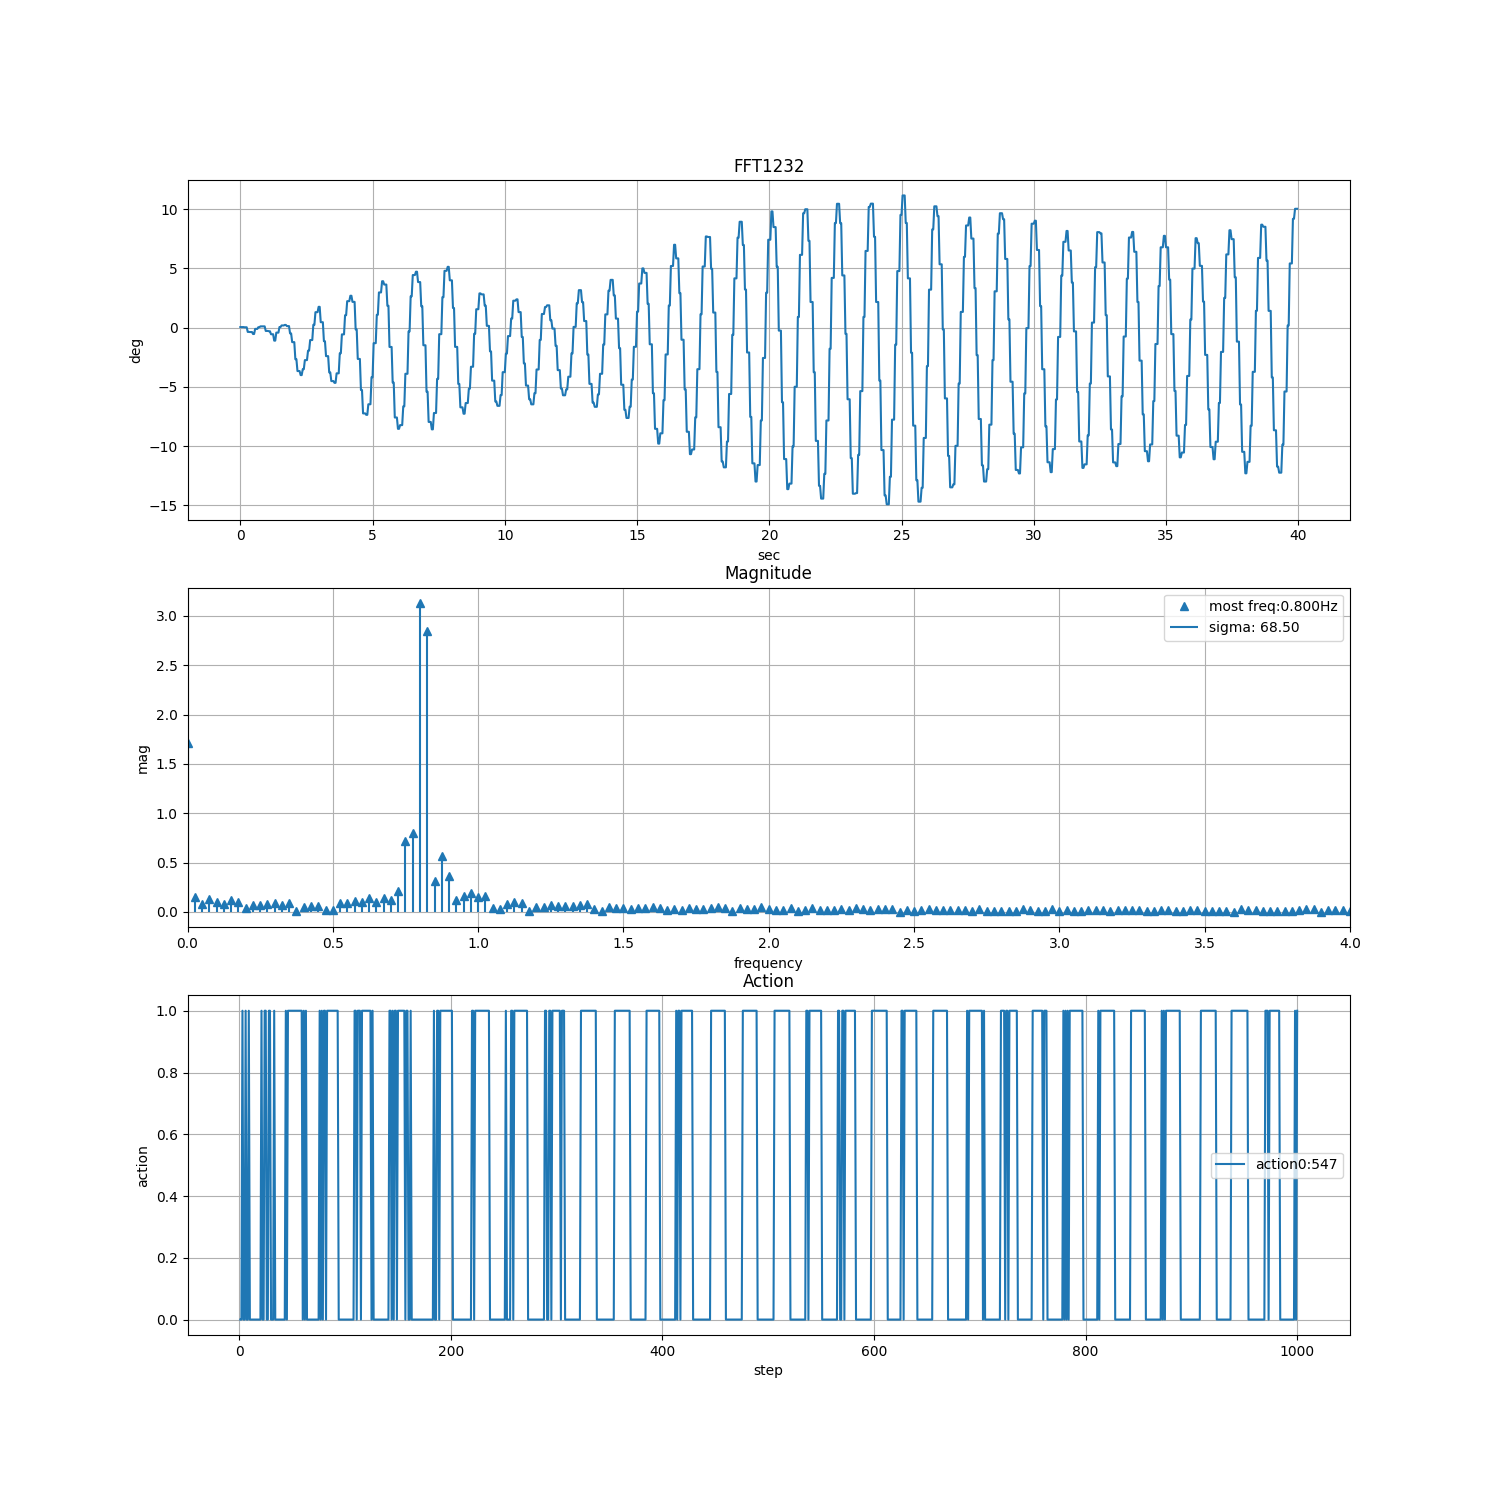 FFT1232
10
5
0
−5
−10
−15
deg
0 5 10 15 20 25 30 35 40
sec
Magnitude
most freq:0.800Hz
sigma: 68.50
3.0
2.5
2.0
1.5
1.0
0.5
0.0
mag
0.0 0.5 1.0 1.5 2.0 2.5 3.0 3.5 4.0
frequency
Action
1.0
0.8
0.6
0.4
0.2
0.0
action
action0:547
0 200 400 600 800 1000
step